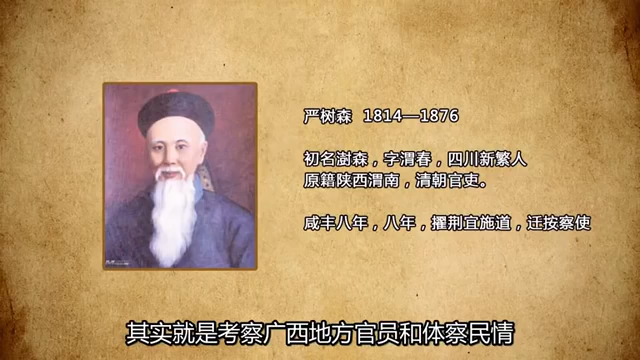 严树森 1814—1876
初名澍森，字渭春，四川新繁人
原籍陕西渭南，清朝官吏。
咸丰八年，八年，擢荆宜施道，迁按察使
其实就是考察广西地方官员和体察民情